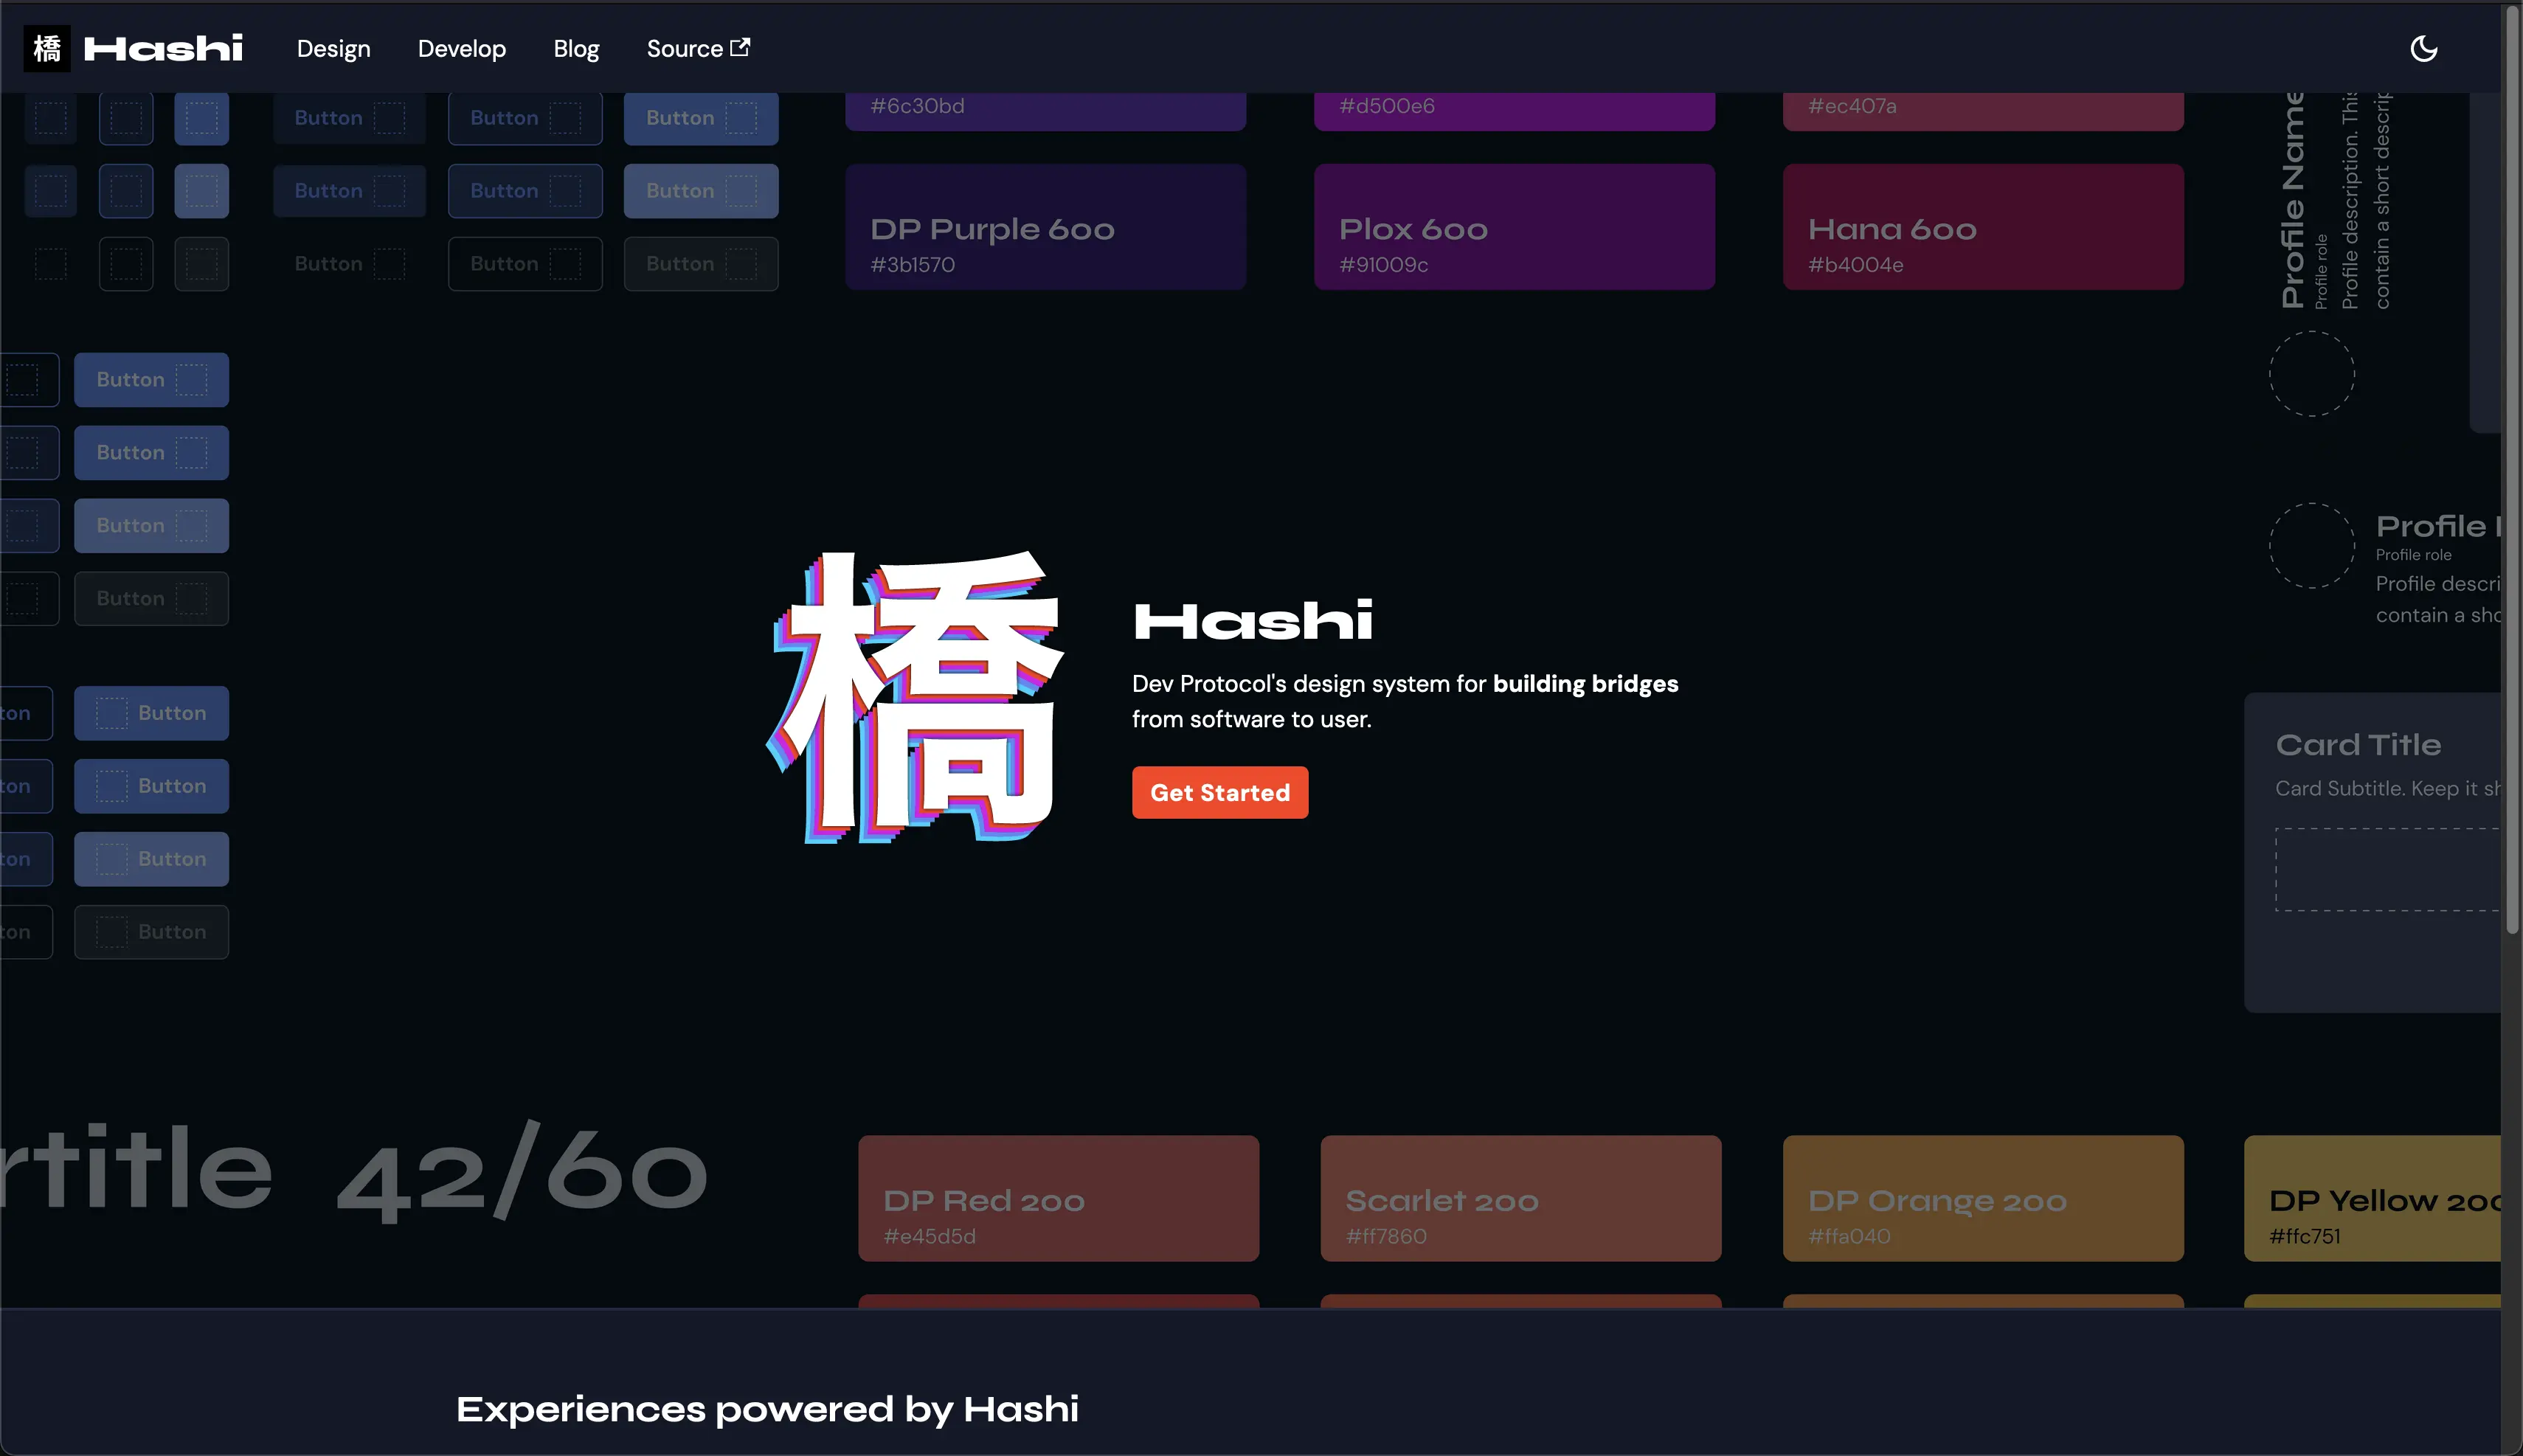 橋 Hashi Design Develop Blog Source
Button Button Button
Button Button Button
Button Button Button
#6c30bd #d500e6 #ec407a
DP Purple 600 Plox 600 Hana 600
#3b1570 #91009c #b4004e
Profile Name
Profile role
Profile description. This
contain a short descrip
Button
Button
Button
Button
ton Button
ton Button
ton Button
ton Button
橋
Hashi
Dev Protocol's design system for building bridges
from software to user.
Get Started
Profile
Profile role
Profile descri
contain a sho
Card Title
Card Subtitle. Keep it sh
rtitle 42/60
DP Red 200 Scarlet 200 DP Orange 200 DP Yellow 200
#e45d5d #ff7860 #ffa040 #ffc751
Experiences powered by Hashi